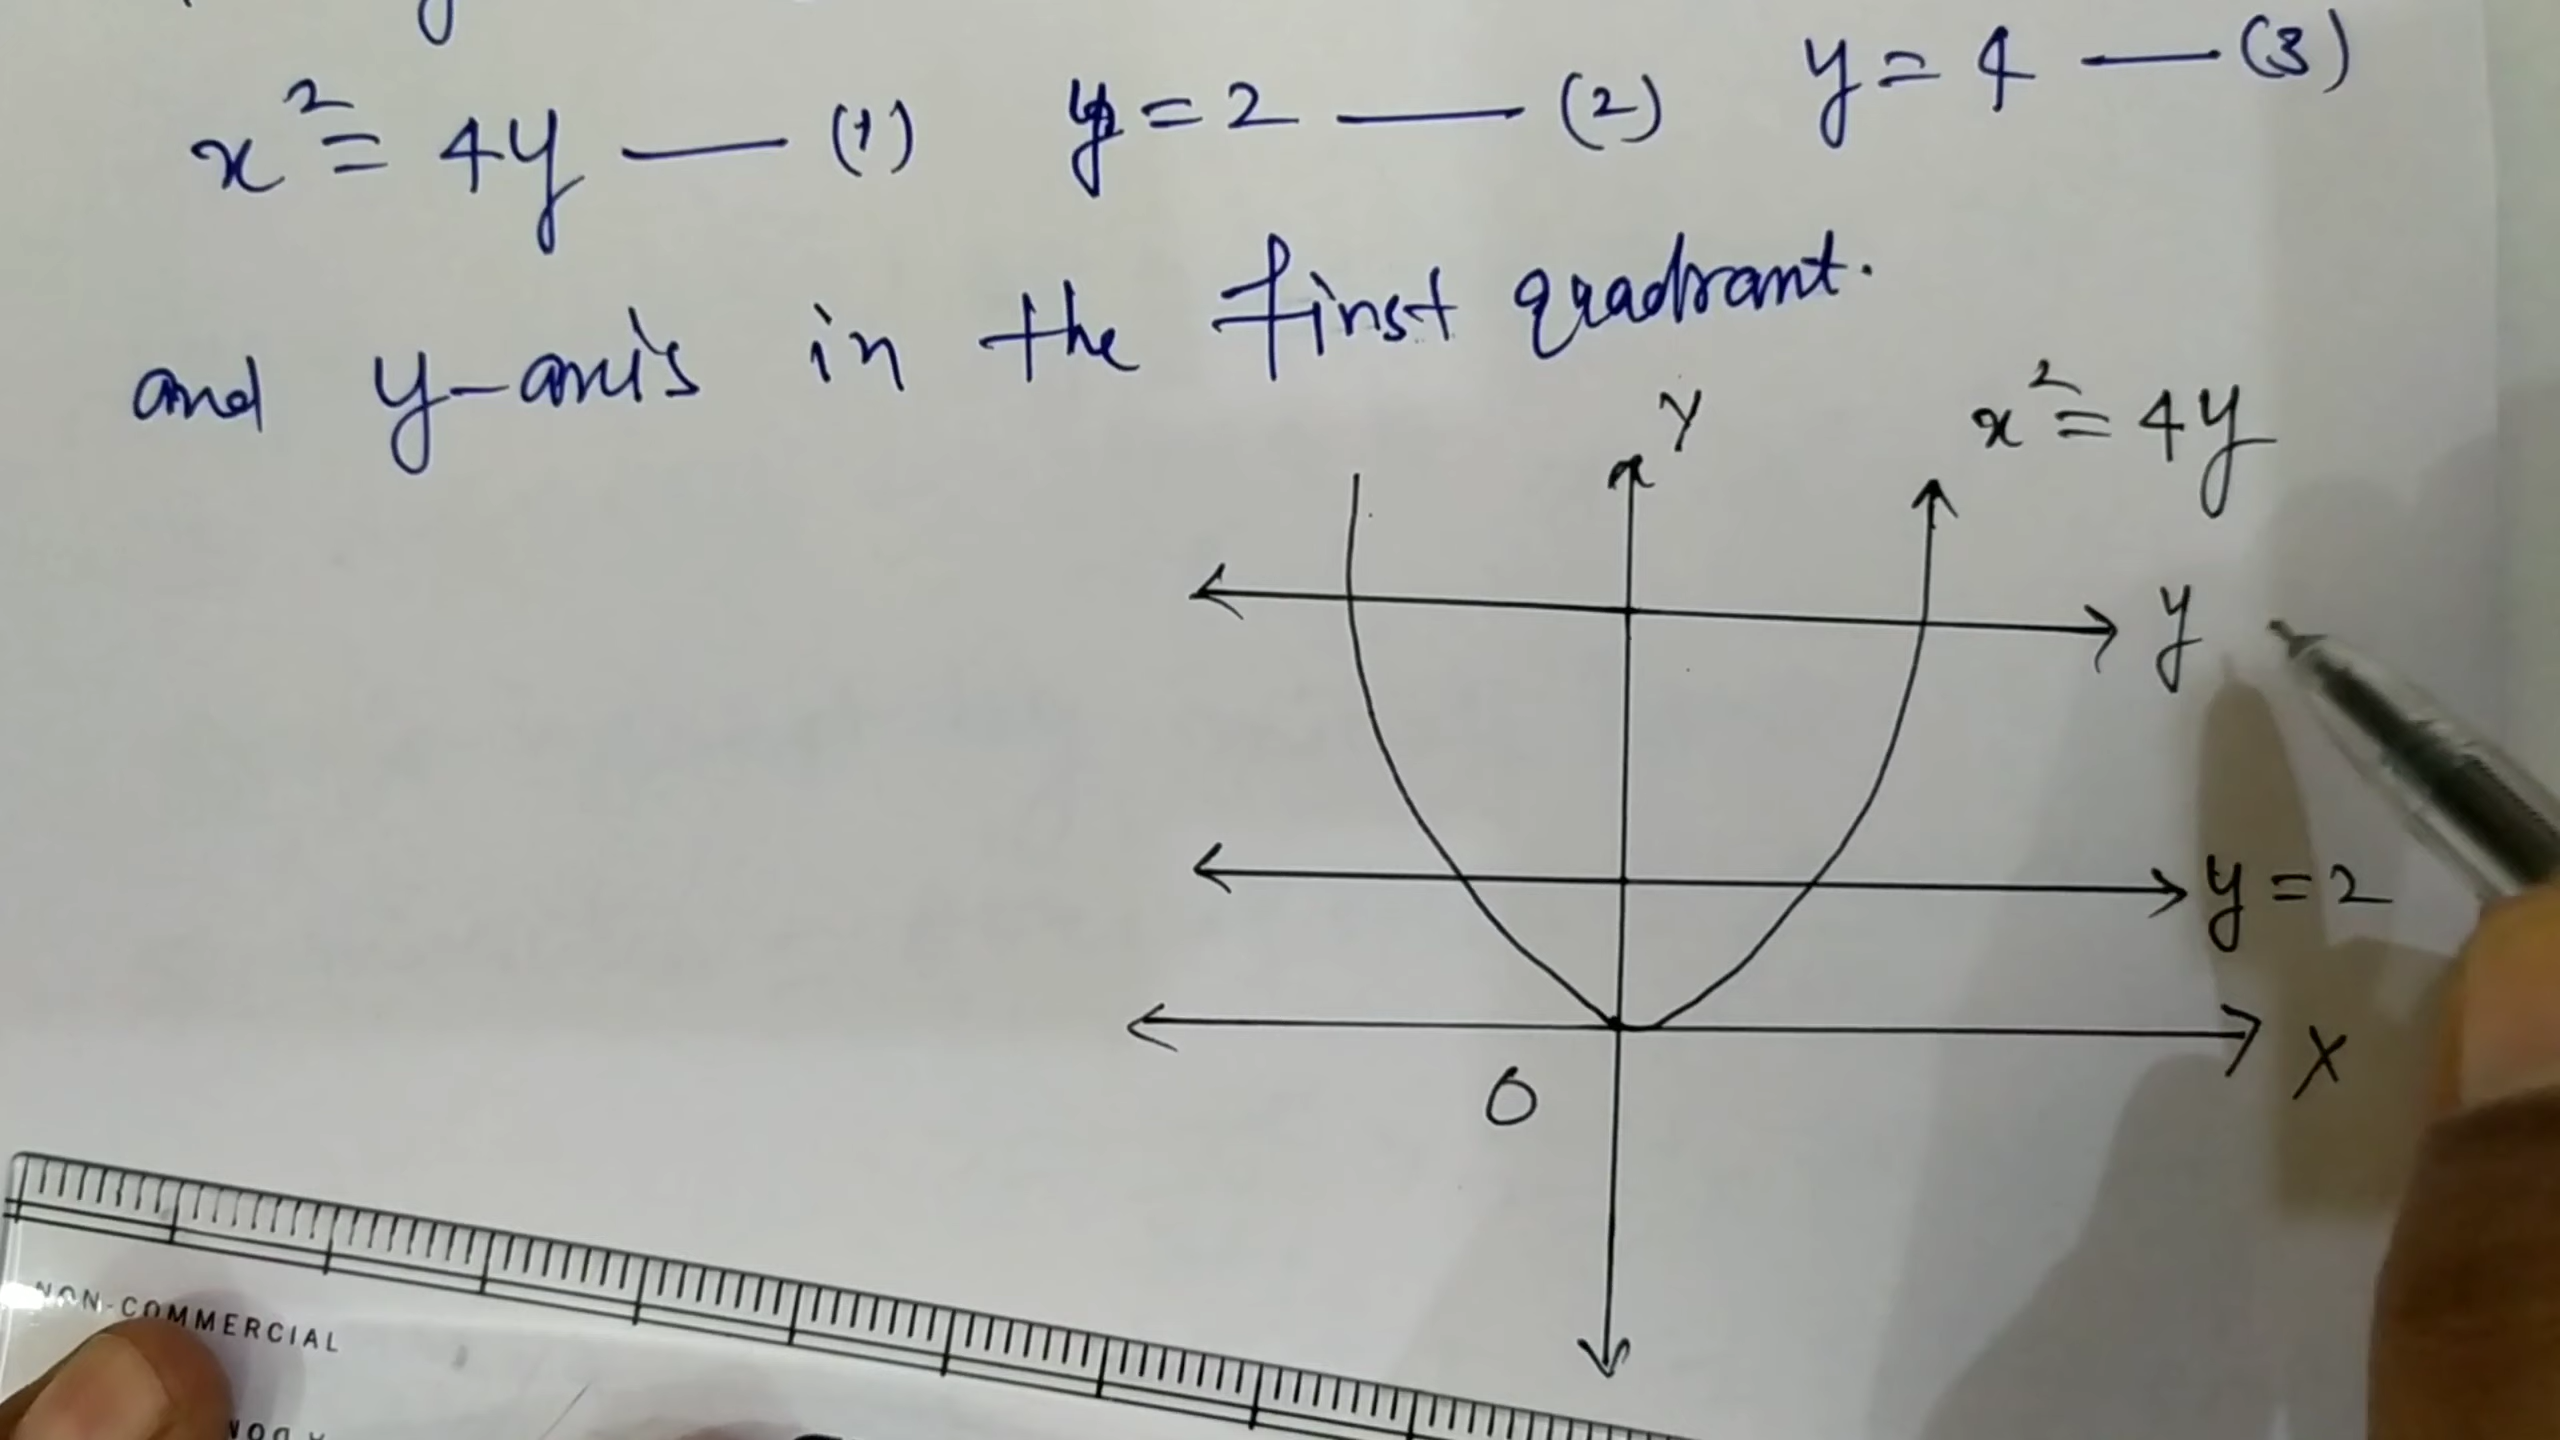 x² = 4y — (1) y = 2 — (2) y = 4 — (3)
and y-axis in the first quadrant.
Y
x² = 4y
y
y = 2
X
O
NON-COMMERCIAL